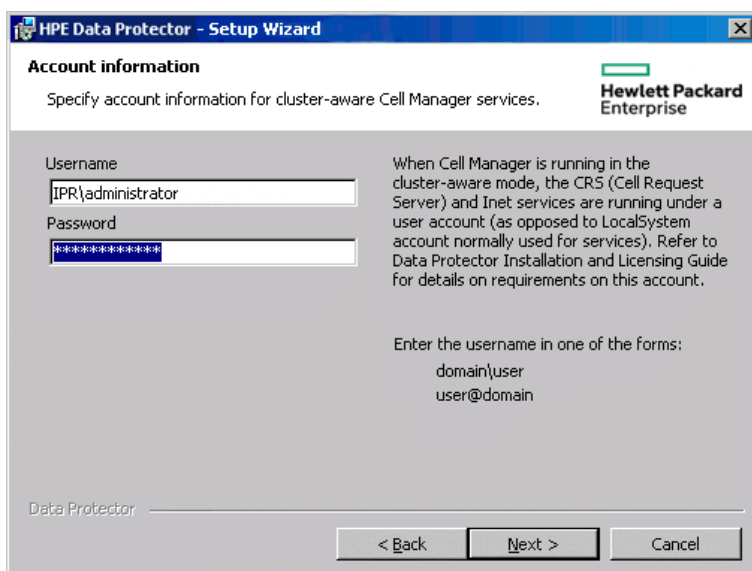 HPE Data Protector - Setup Wizard
Account information
Specify account information for cluster-aware Cell Manager services.
Hewlett Packard
Enterprise
Username
IPR\administrator
Password
*************
When Cell Manager is running in the
cluster-aware mode, the CRS (Cell Request
Server) and Inet services are running under a
user account (as opposed to LocalSystem
account normally used for services). Refer to
Data Protector Installation and Licensing Guide
for details on requirements on this account.
Enter the username in one of the forms:
domain\user
user@domain
Data Protector
< Back
Next >
Cancel